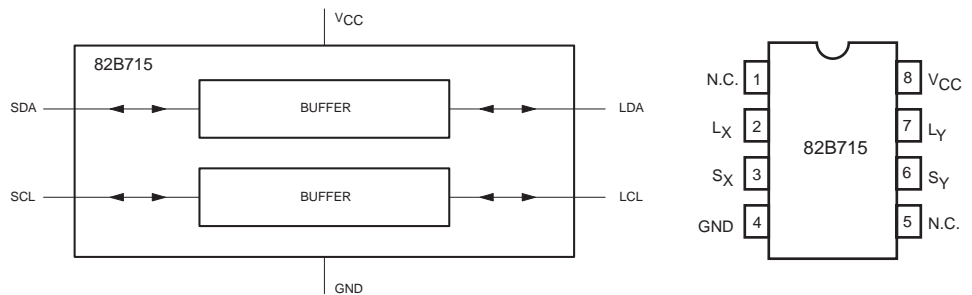 VCC
82B715
SDA
BUFFER
LDA
SCL
BUFFER
LCL
GND
N.C. 1
8 VCC
LX 2
7 LY
82B715
SX 3
6 SY
GND 4
5 N.C.